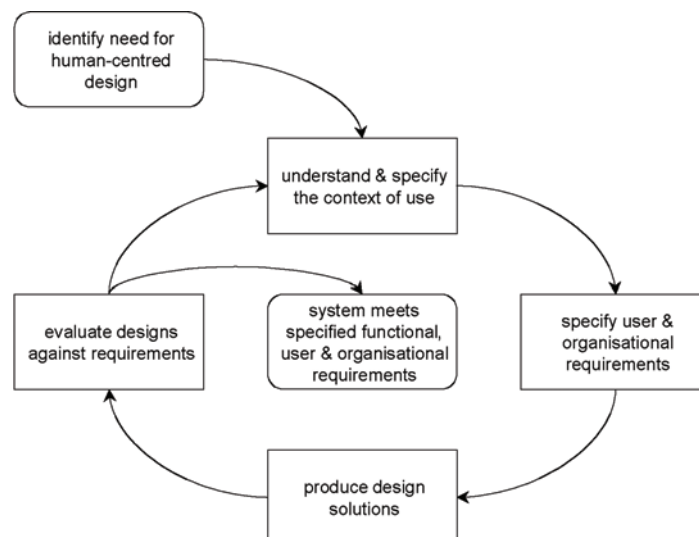 identify need for
human-centred
design
understand & specify
the context of use
evaluate designs
against requirements
system meets
specified functional,
user & organisational
requirements
specify user &
organisational
requirements
produce design
solutions